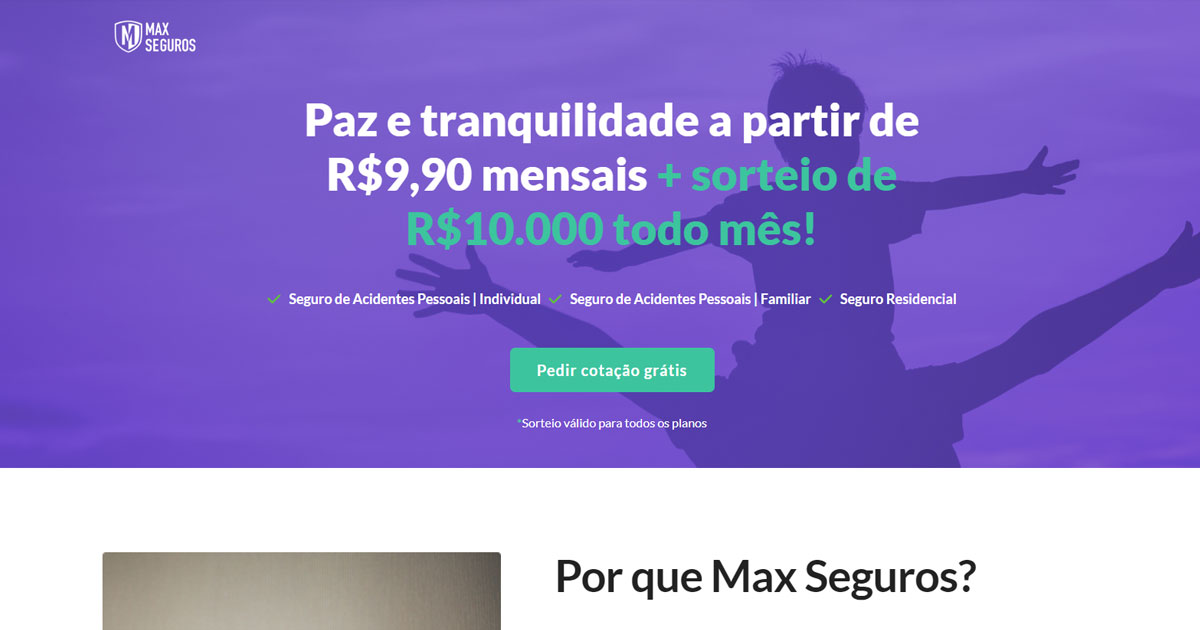 MAX
SEGUROS
Paz e tranquilidade a partir de
R$9,90 mensais + sorteio de
R$10.000 todo mês!
Seguro de Acidentes Pessoais | Individual Seguro de Acidentes Pessoais | Familiar Seguro Residencial
Pedir cotação grátis
*Sorteio válido para todos os planos
Por que Max Seguros?